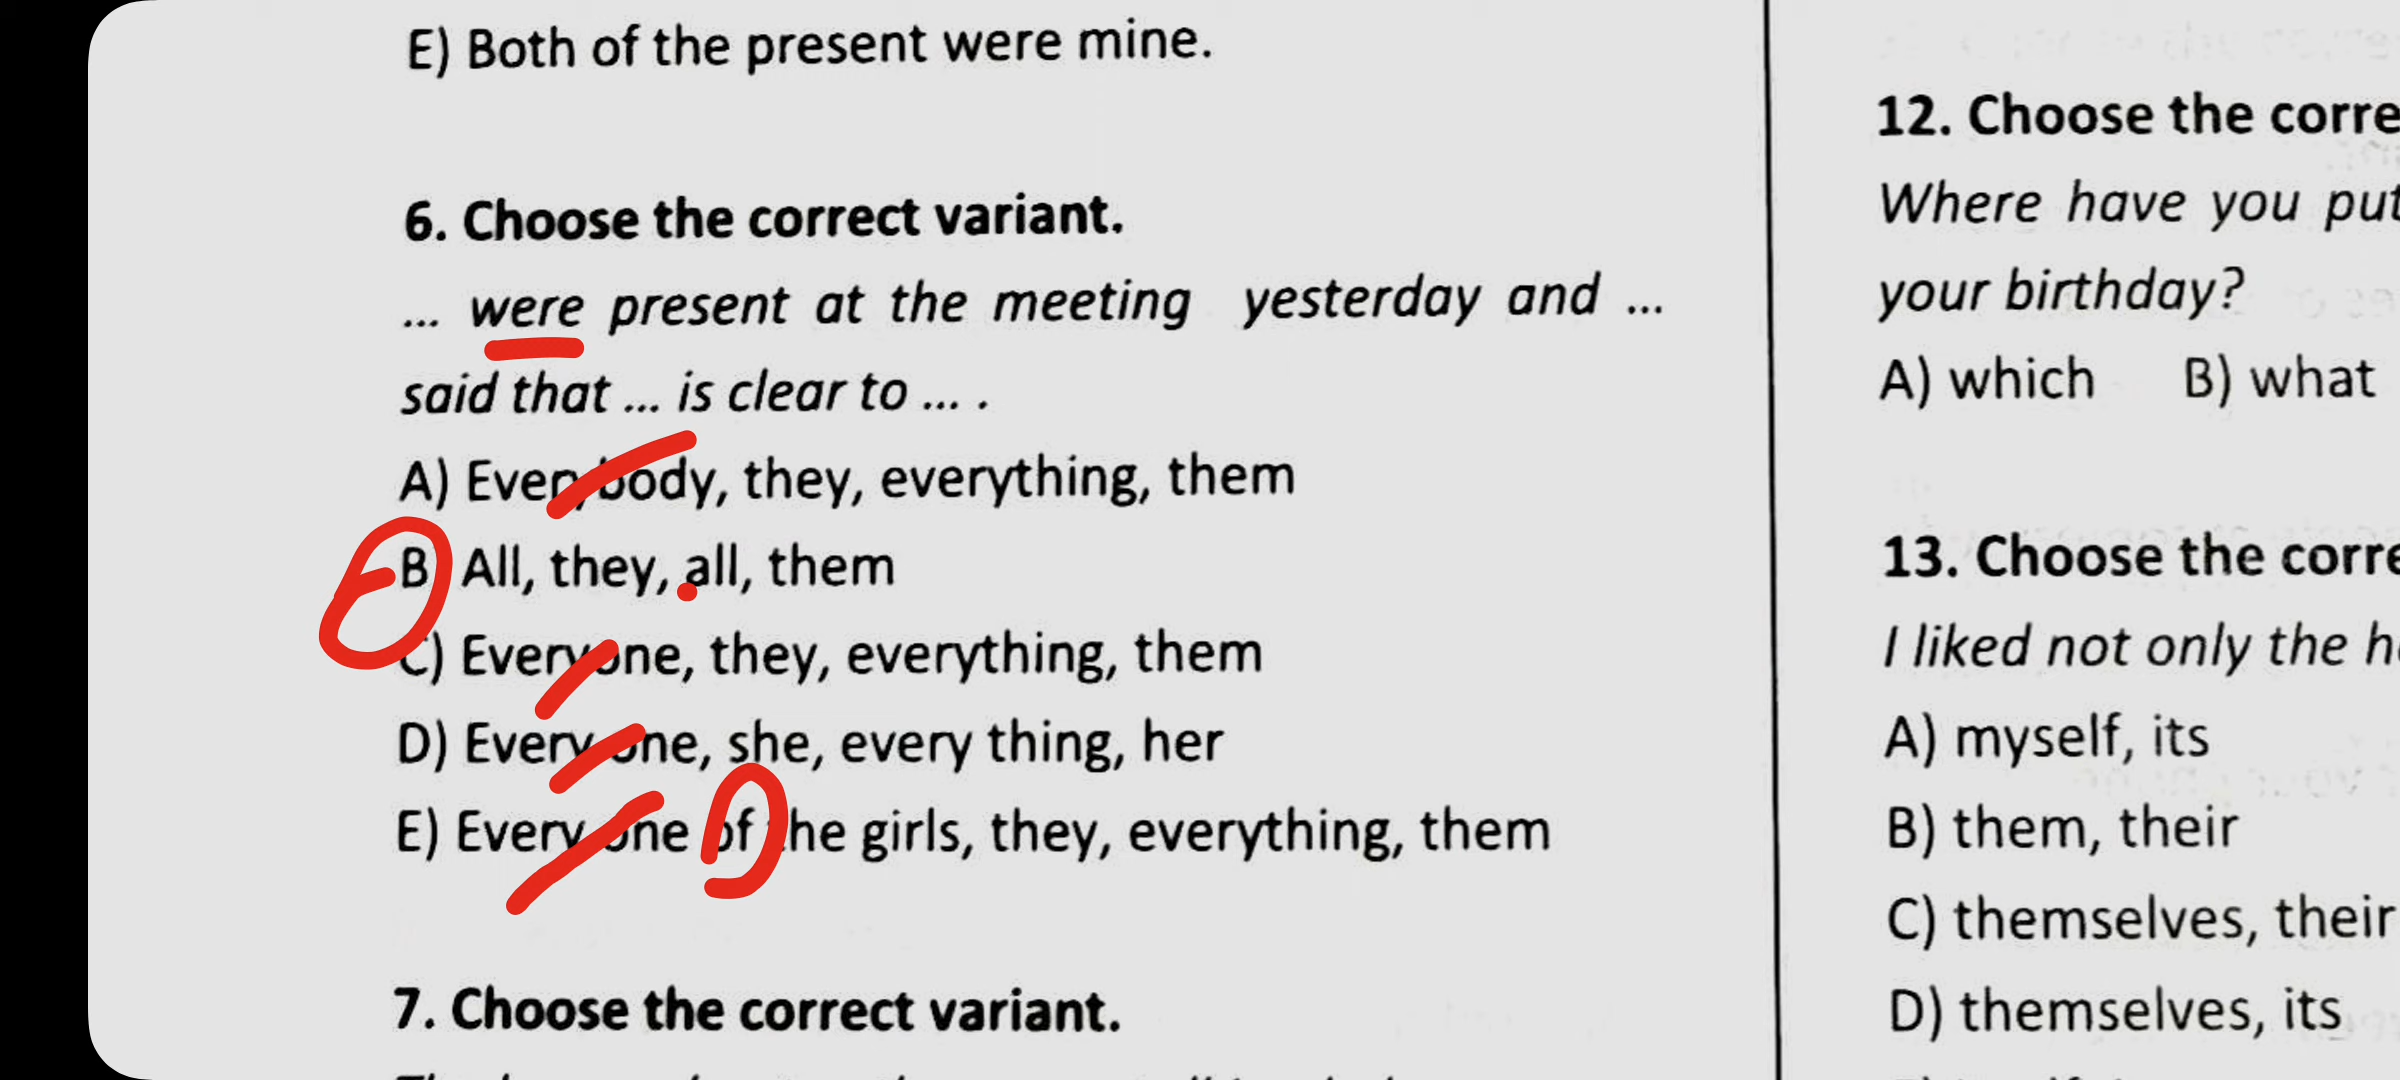 E) Both of the present were mine.
6. Choose the correct variant.
... were present at the meeting yesterday and ...
said that ... is clear to ... .
A) Everybody, they, everything, them
B) All, they, all, them
C) Everyone, they, everything, them
D) Every one, she, every thing, her
E) Every one of the girls, they, everything, them
7. Choose the correct variant.
12. Choose the corre
Where have you put
your birthday?
A) which B) what
13. Choose the corre
I liked not only the h
A) myself, its
B) them, their
C) themselves, their
D) themselves, its